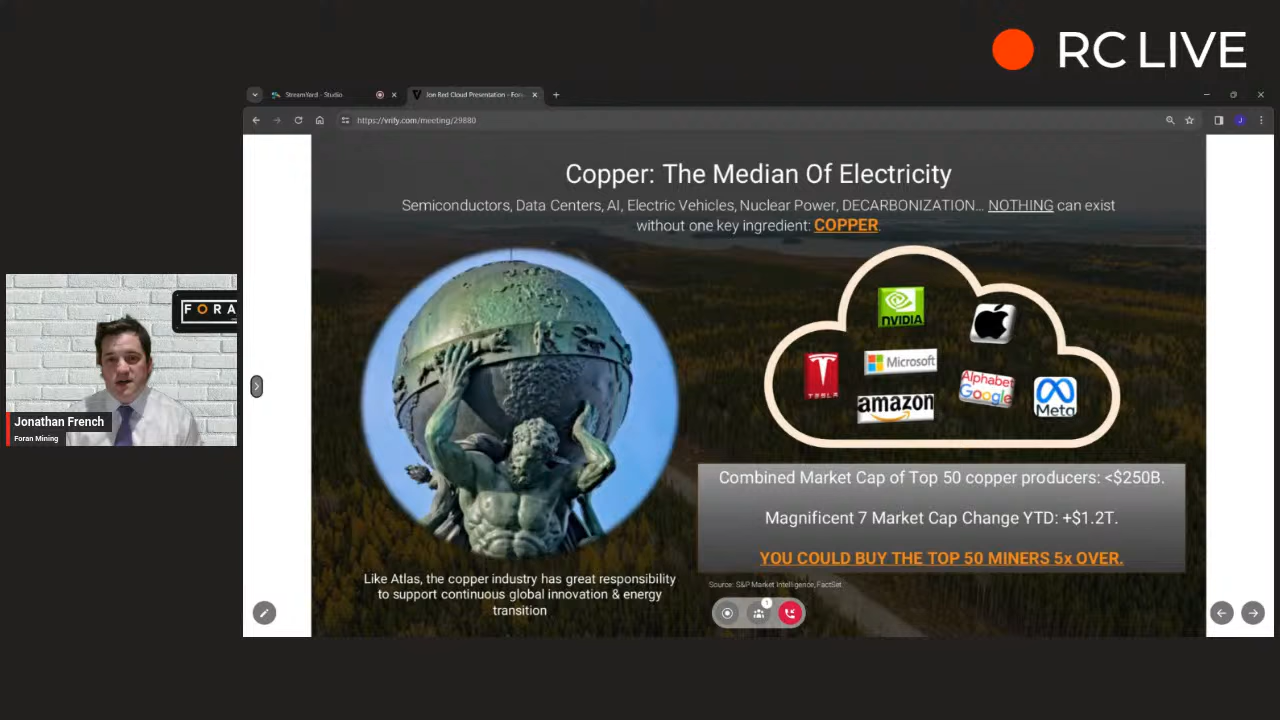 RC LIVE
StreamYard - Studio
Jon Red Cloud Presentation - For
https://vrify.com/meeting/29880
Copper: The Median Of Electricity
Semiconductors, Data Centers, AI, Electric Vehicles, Nuclear Power, DECARBONIZATION... NOTHING can exist
without one key ingredient: COPPER.
NVIDIA
TESLA
Microsoft
amazon
Alphabet
Google
Meta
FORA
Jonathan French
Foran Mining
Combined Market Cap of Top 50 copper producers: <$250B.
Magnificent 7 Market Cap Change YTD: +$1.2T.
YOU COULD BUY THE TOP 50 MINERS 5x OVER.
Source: S&P Market Intelligence, FactSet
Like Atlas, the copper industry has great responsibility
to support continuous global innovation & energy
transition
1
J